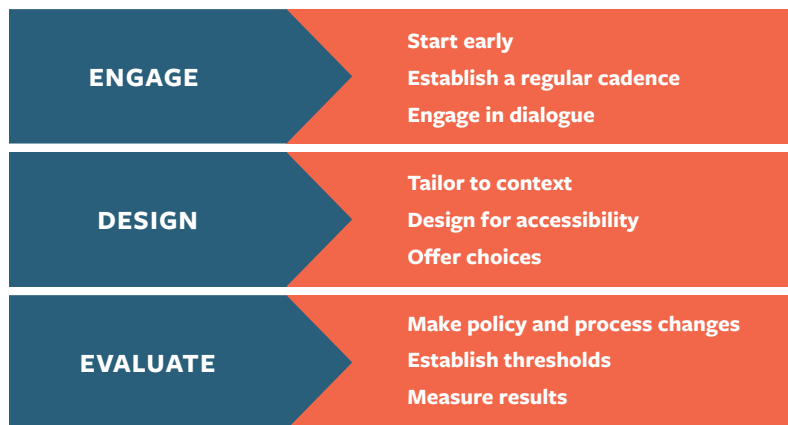 ENGAGE
Start early
Establish a regular cadence
Engage in dialogue
DESIGN
Tailor to context
Design for accessibility
Offer choices
EVALUATE
Make policy and process changes
Establish thresholds
Measure results